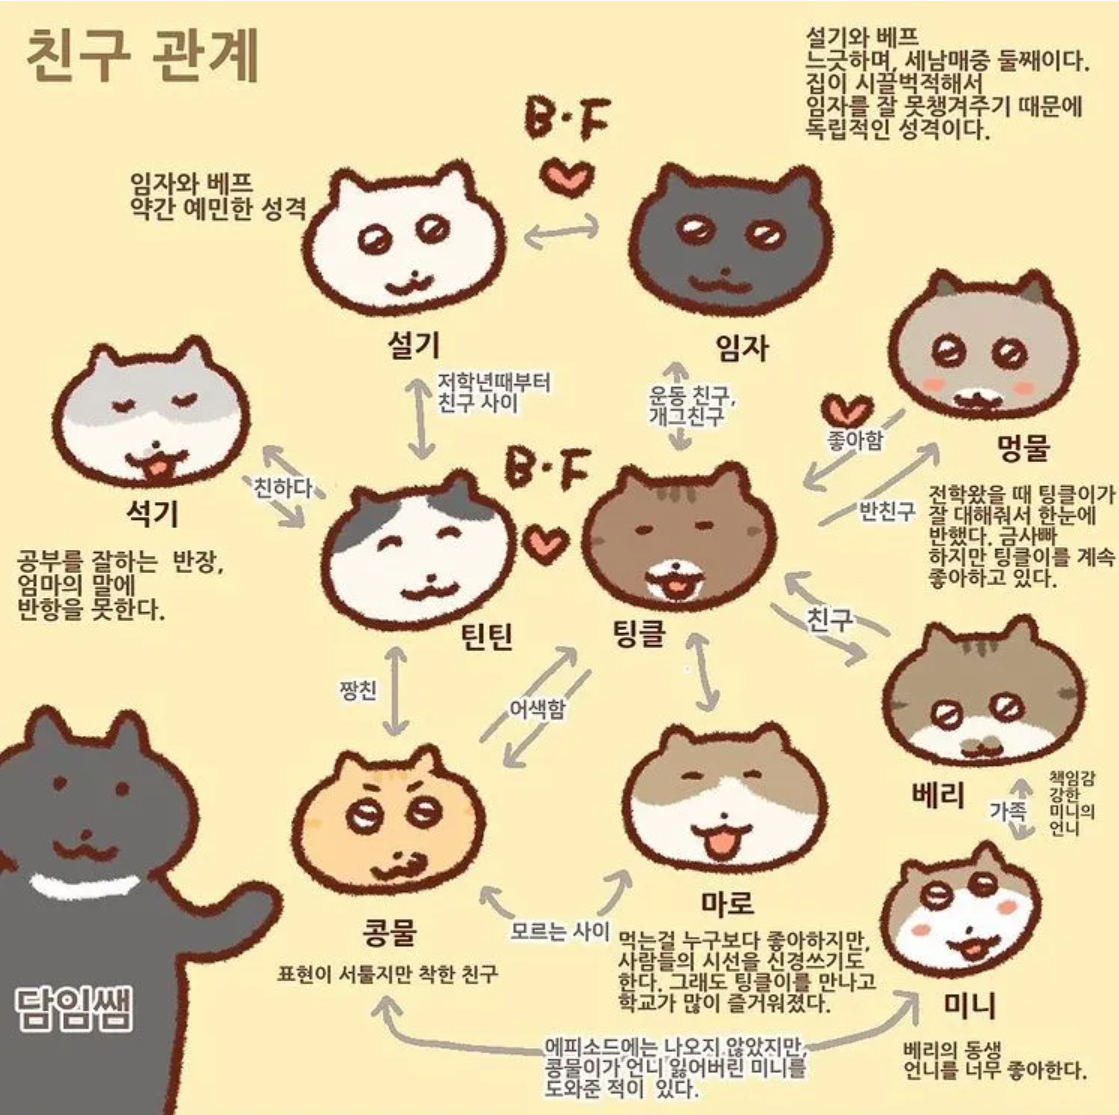 친구 관계
설기와 베프
느긋하며, 세남매중 둘째이다.
집이 시끌벅적해서
임자를 잘 못챙겨주기 때문에
독립적인 성격이다.
B·F
임자와 베프
약간 예민한 성격
설기
임자
저학년때부터
친구 사이
운동 친구,
개그친구
좋아함
멍물
반친구
전학왔을 때 팅클이가
잘 대해줘서 한눈에
반했다. 금사빠
하지만 팅클이를 계속
좋아하고 있다.
친하다
석기
공부를 잘하는 반장,
엄마의 말에
반항을 못한다.
B·F
틴틴
팅클
친구
짱친
어색함
베리
가족
책임감
강한
미니의
언니
콩물
표현이 서툴지만 착한 친구
모르는 사이
마로
먹는걸 누구보다 좋아하지만,
사람들의 시선을 신경쓰기도
한다. 그래도 팅클이를 만나고
학교가 많이 즐거워졌다.
미니
베리의 동생
언니를 너무 좋아한다.
에피소드에는 나오지 않았지만,
콩물이가 언니 잃어버린 미니를
도와준 적이 있다.
담임쌤